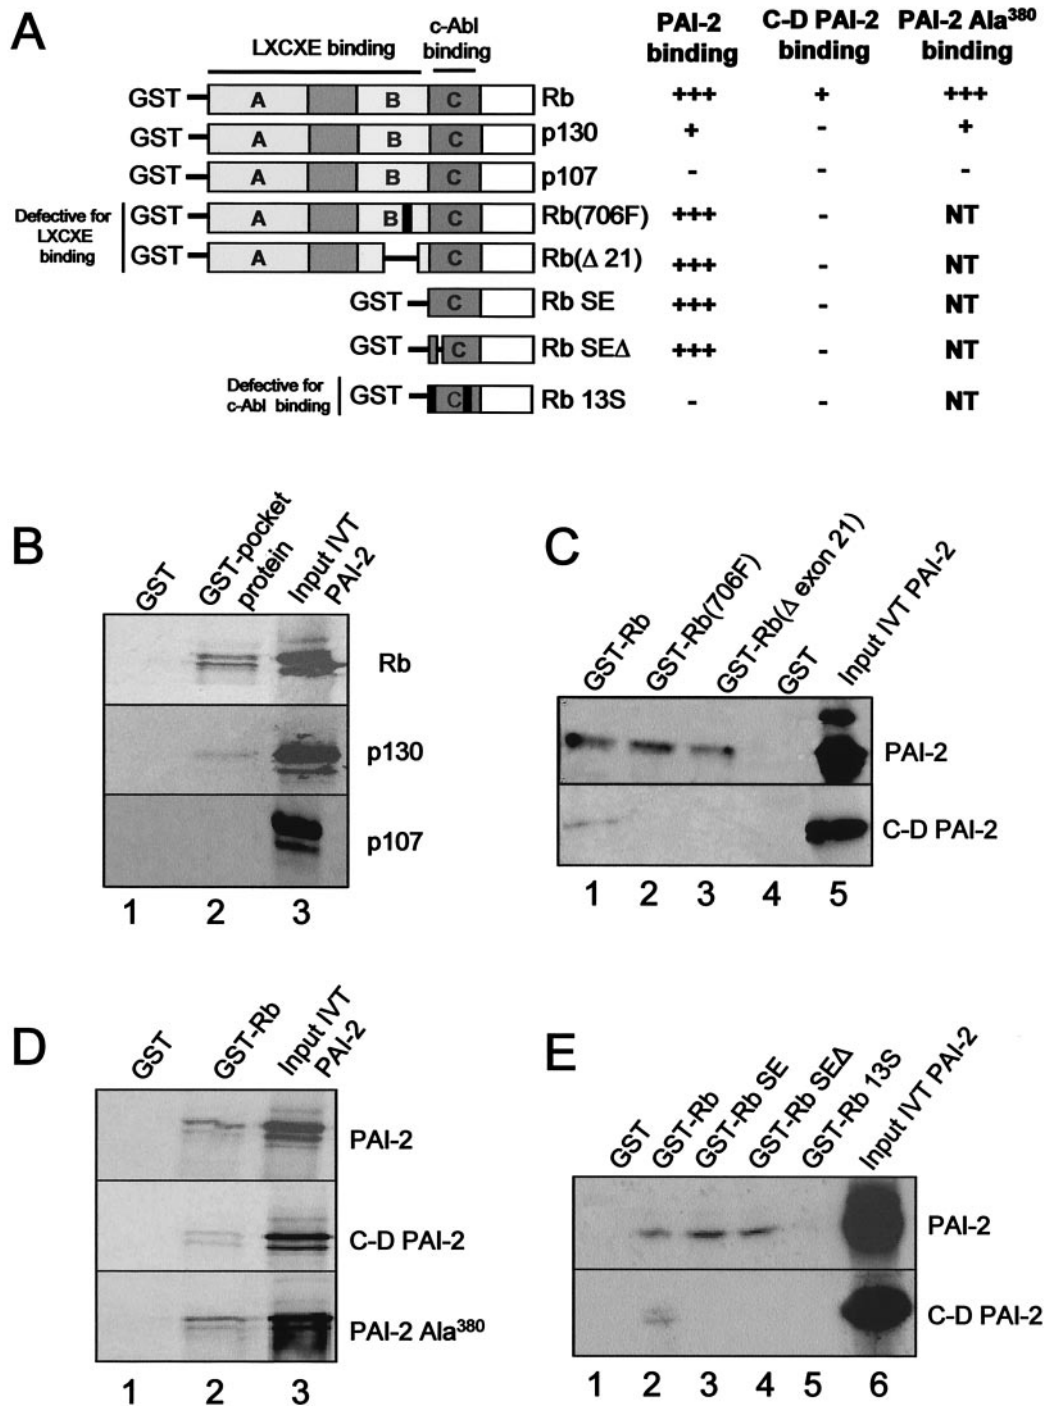 A
LXCXE binding
c-Abl
binding
PAI-2
binding
C-D PAI-2
binding
PAI-2 Ala380
binding
GST A B C Rb +++ + +++
GST A B C p130 + - +
GST A B C p107 - - -
Defective for
LXCXE
binding
GST A B C Rb(706F) +++ - NT
GST A C Rb(Δ 21) +++ - NT
GST C Rb SE +++ - NT
GST C Rb SEΔ +++ - NT
Defective for
c-Abl binding
GST C Rb 13S - - NT
B
GST
GST-pocket
protein
Input IVT
PAI-2
Rb
p130
p107
1 2 3
C
GST-Rb
GST-Rb(706F)
GST-Rb(Δ exon 21)
GST
Input IVT PAI-2
PAI-2
C-D PAI-2
1 2 3 4 5
D
GST
GST-Rb
Input IVT
PAI-2
PAI-2
C-D PAI-2
PAI-2 Ala380
1 2 3
E
GST
GST-Rb
GST-Rb SE
GST-Rb SEΔ
GST-Rb 13S
Input IVT PAI-2
PAI-2
C-D PAI-2
1 2 3 4 5 6